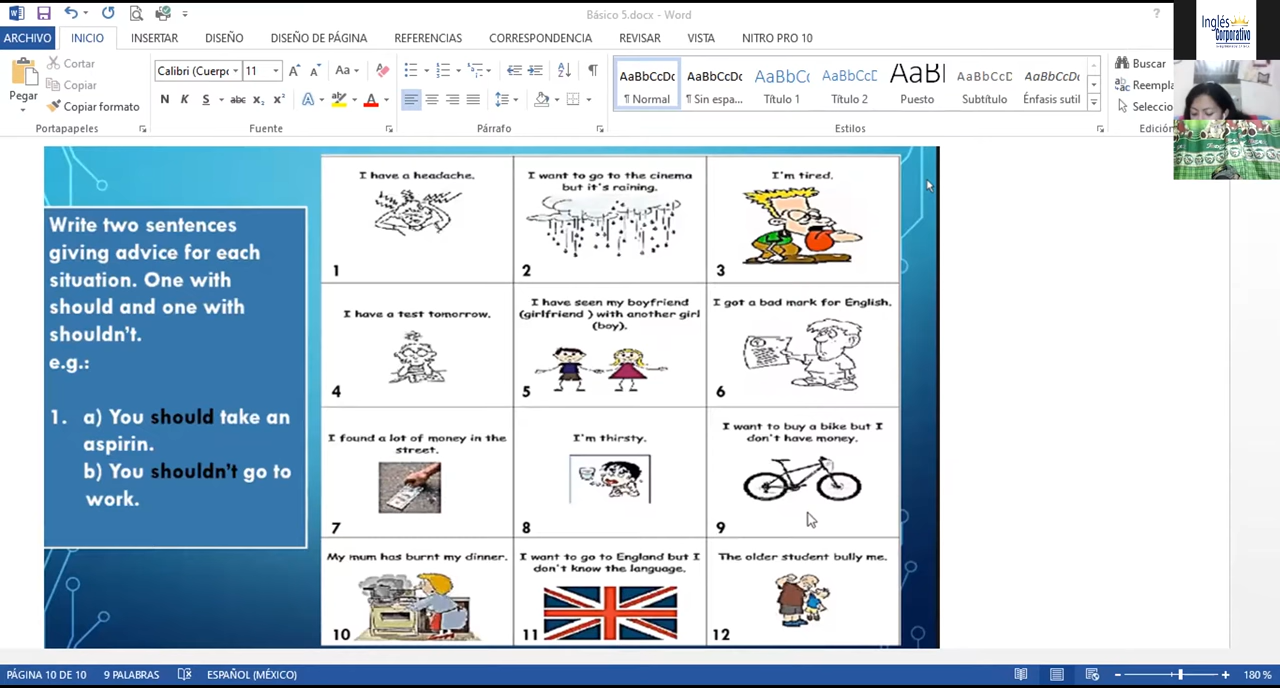 Básico 5.docx - Word
?
ARCHIVO INICIO INSERTAR DISEÑO DISEÑO DE PÁGINA REFERENCIAS CORRESPONDENCIA REVISAR VISTA NITRO PRO 10
Inglés
Corporativo
Pegar
Cortar
Copiar
Copiar formato
Portapapeles
Calibri (Cuerpo 11 Aa
N K S abc x₂ x² A A
Fuente
Párrafo
AaBbCcDc AaBbCcDc AaBbCc AaBbCcD AaBl AaBbCcD AaBbCcDc
¶ Normal ¶ Sin espa... Título 1 Título 2 Puesto Subtítulo Énfasis sutil
Estilos
Buscar
Reempla
Seleccio
Edición
Write two sentences
giving advice for each
situation. One with
should and one with
shouldn't.
e.g.:
1. a) You should take an
aspirin.
b) You shouldn't go to
work.
I have a headache.
1
I want to go to the cinema
but it's raining.
2
I'm tired.
3
I have a test tomorrow.
4
I have seen my boyfriend
(girlfriend ) with another girl
(boy).
5
I got a bad mark for English.
6
I found a lot of money in the
street.
7
I'm thirsty.
8
I want to buy a bike but I
don't have money.
9
My mum has burnt my dinner.
10
I want to go to England but I
don't know the language.
11
The older student bully me.
12
PÁGINA 10 DE 10 9 PALABRAS ESPAÑOL (MÉXICO) 180 %